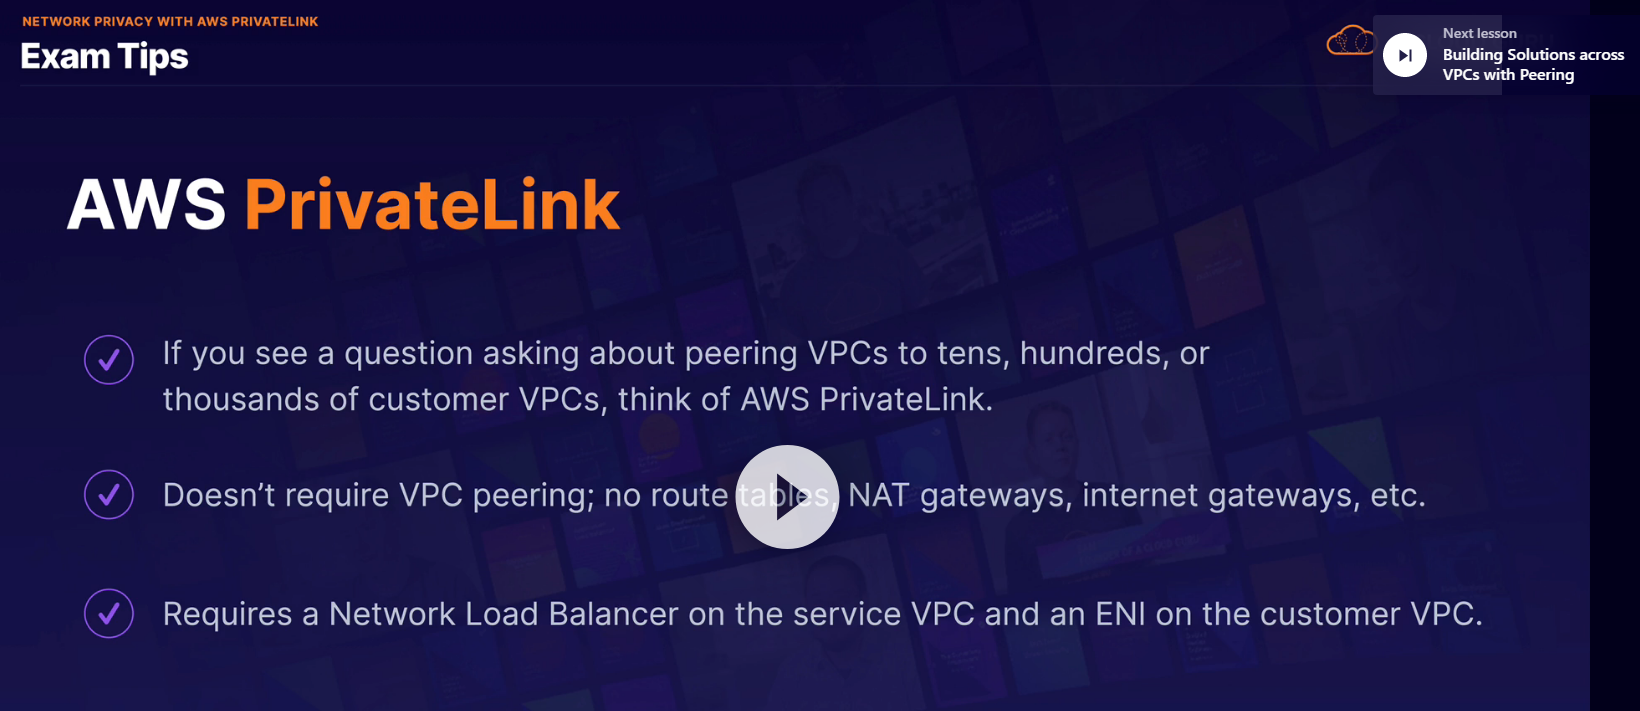 NETWORK PRIVACY WITH AWS PRIVATELINK
Exam Tips
Next lesson
Building Solutions across
VPCs with Peering
AWS PrivateLink
If you see a question asking about peering VPCs to tens, hundreds, or
thousands of customer VPCs, think of AWS PrivateLink.
Doesn’t require VPC peering; no route tables, NAT gateways, internet gateways, etc.
Requires a Network Load Balancer on the service VPC and an ENI on the customer VPC.